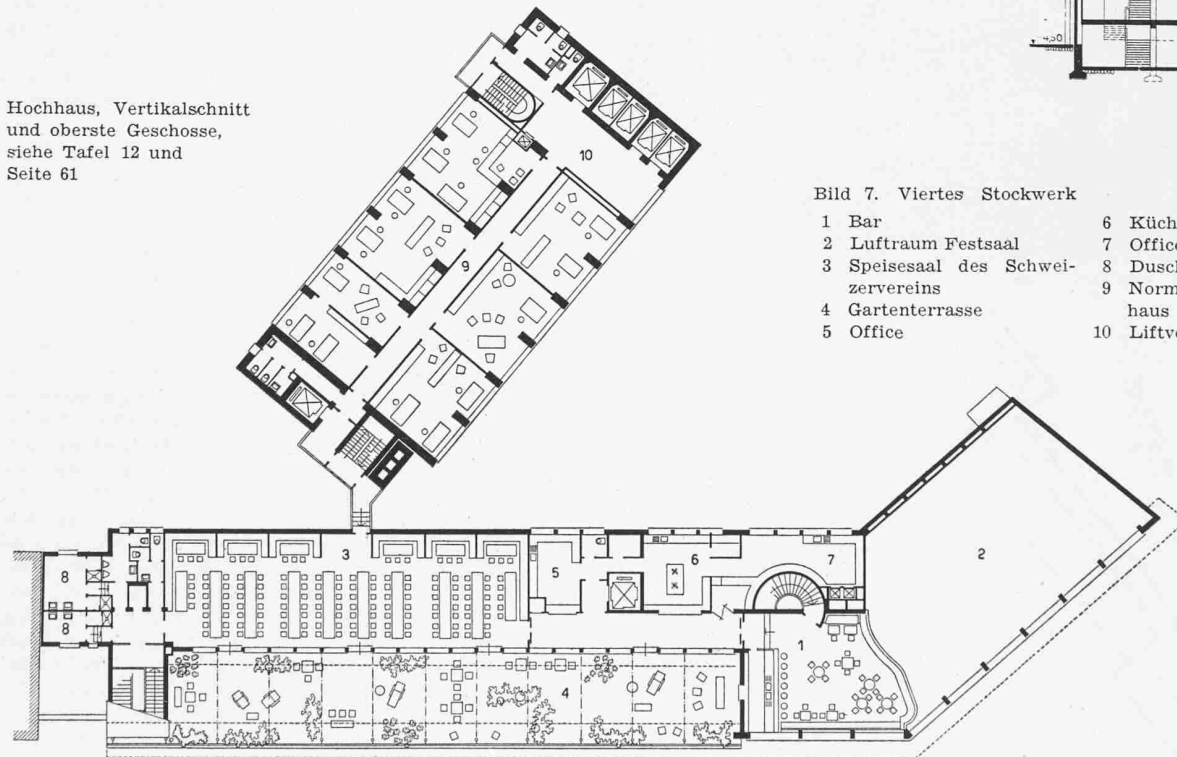 Hochhaus, Vertikalschnitt
und oberste Geschosse,
siehe Tafel 12 und
Seite 61
4,50
Bild 7. Viertes Stockwerk
1 Bar
2 Luftraum Festsaal
3 Speisesaal des Schwei-
zervereins
4 Gartenterrasse
5 Office
6 Küch
7 Office
8 Dusch
9 Norm
haus
10 Liftv
10
9
3
8
8
5
6
7
2
1
4